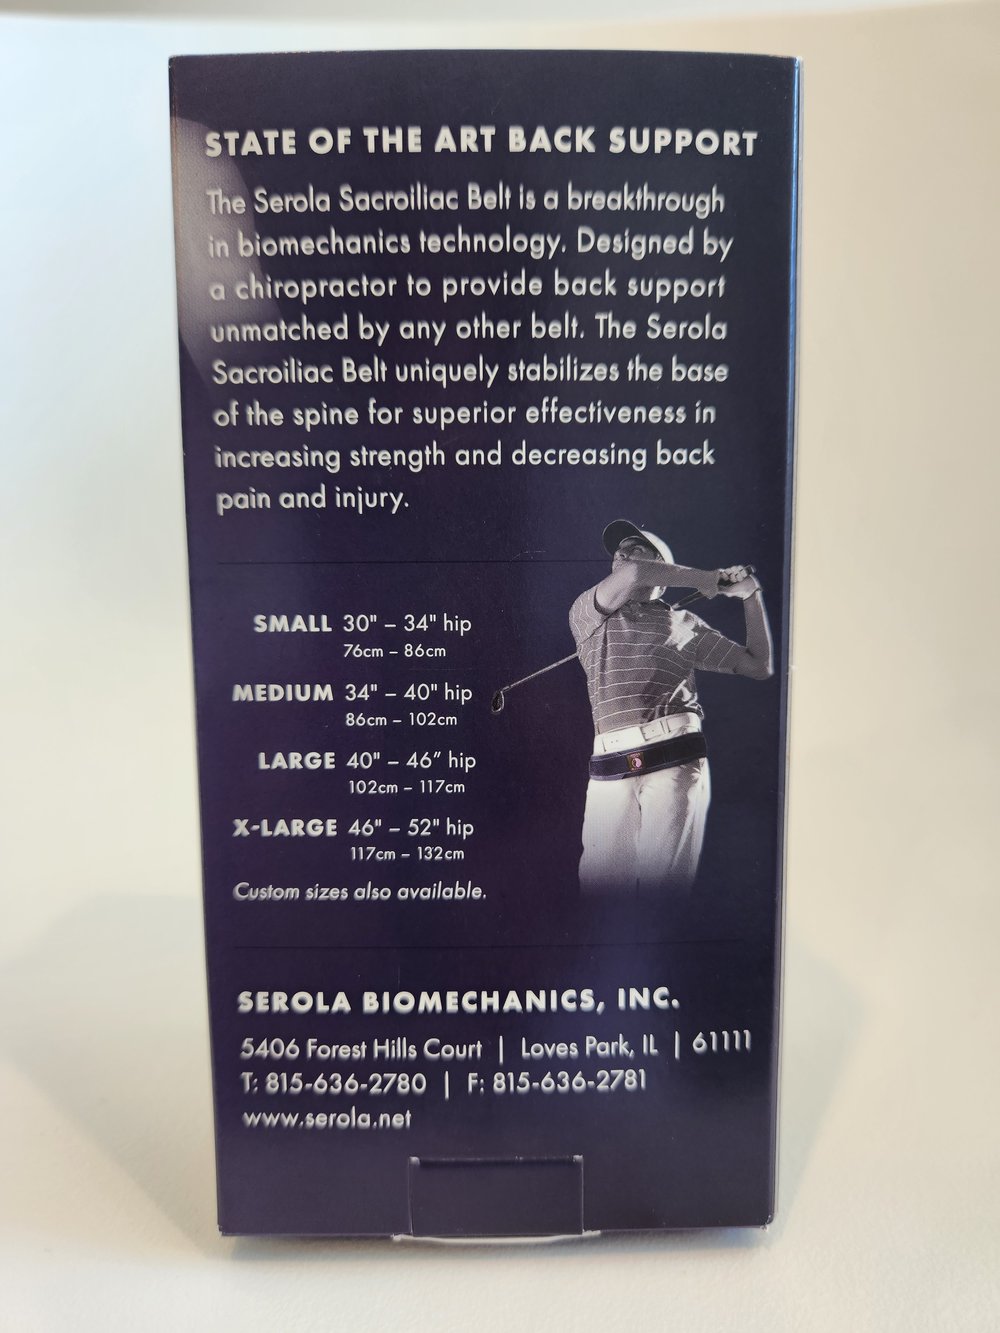 STATE OF THE ART BACK SUPPORT
The Serola Sacroiliac Belt is a breakthrough
in biomechanics technology. Designed by
a chiropractor to provide back support
unmatched by any other belt. The Serola
Sacroiliac Belt uniquely stabilizes the base
of the spine for superior effectiveness in
increasing strength and decreasing back
pain and injury.
SMALL 30" – 34" hip
76cm – 86cm
MEDIUM 34" – 40" hip
86cm – 102cm
LARGE 40" – 46” hip
102cm – 117cm
X-LARGE 46" – 52" hip
117cm – 132cm
Custom sizes also available.
SEROLA BIOMECHANICS, INC.
5406 Forest Hills Court | Loves Park, IL | 61111
T: 815-636-2780 | F: 815-636-2781
www.serola.net